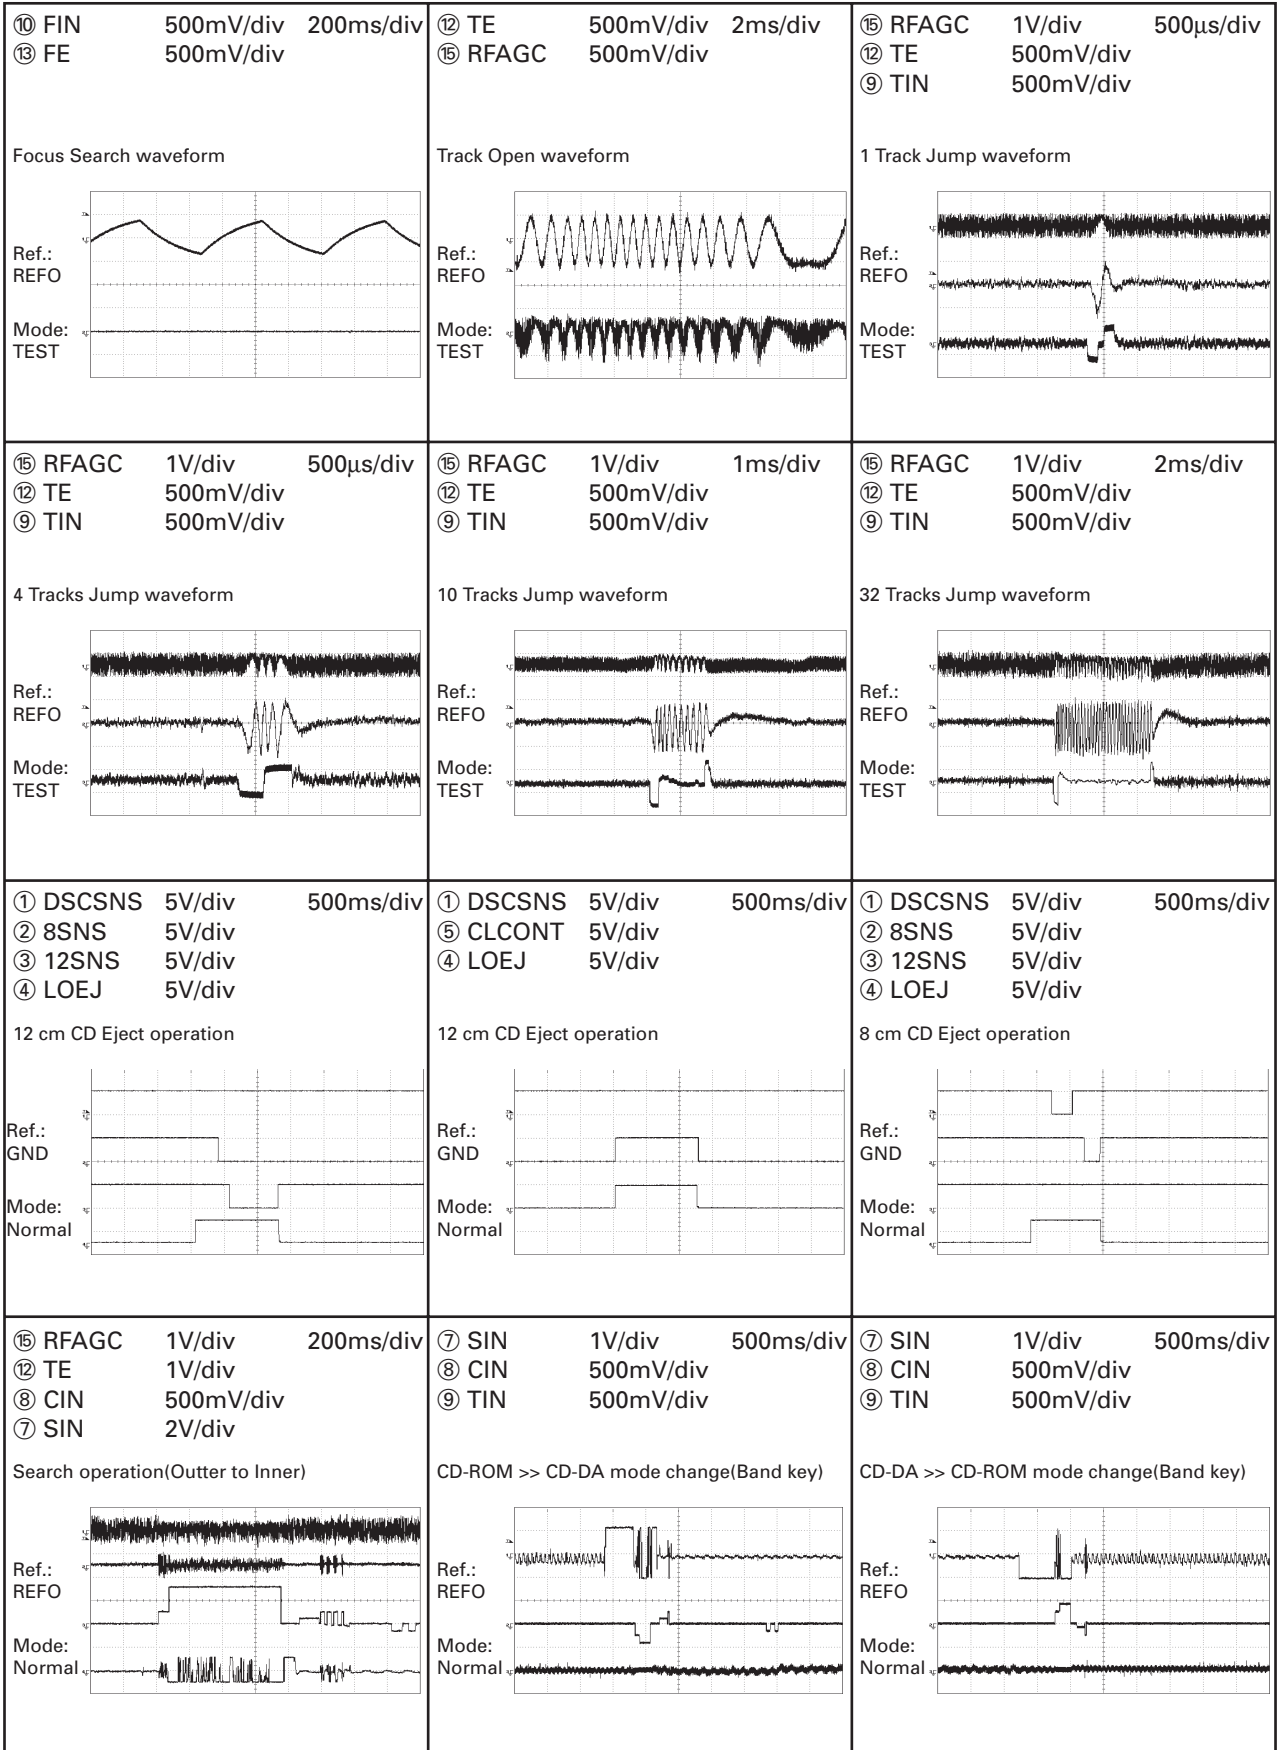 ⑩ FIN 500mV/div 200ms/div
⑬ FE 500mV/div
Focus Search waveform
Ref.:
REFO
Mode:
TEST
⑫ TE 500mV/div 2ms/div
⑮ RFAGC 500mV/div
Track Open waveform
Ref.:
REFO
Mode:
TEST
⑮ RFAGC 1V/div 500µs/div
⑫ TE 500mV/div
⑨ TIN 500mV/div
1 Track Jump waveform
Ref.:
REFO
Mode:
TEST
⑮ RFAGC 1V/div 500µs/div
⑫ TE 500mV/div
⑨ TIN 500mV/div
4 Tracks Jump waveform
Ref.:
REFO
Mode:
TEST
⑮ RFAGC 1V/div 1ms/div
⑫ TE 500mV/div
⑨ TIN 500mV/div
10 Tracks Jump waveform
Ref.:
REFO
Mode:
TEST
⑮ RFAGC 1V/div 2ms/div
⑫ TE 500mV/div
⑨ TIN 500mV/div
32 Tracks Jump waveform
Ref.:
REFO
Mode:
TEST
① DSCSNS 5V/div 500ms/div
② 8SNS 5V/div
③ 12SNS 5V/div
④ LOEJ 5V/div
12 cm CD Eject operation
Ref.:
GND
Mode:
Normal
① DSCSNS 5V/div 500ms/div
⑤ CLCONT 5V/div
④ LOEJ 5V/div
12 cm CD Eject operation
Ref.:
GND
Mode:
Normal
① DSCSNS 5V/div 500ms/div
② 8SNS 5V/div
③ 12SNS 5V/div
④ LOEJ 5V/div
8 cm CD Eject operation
Ref.:
GND
Mode:
Normal
⑮ RFAGC 1V/div 200ms/div
⑫ TE 1V/div
⑧ CIN 500mV/div
⑦ SIN 2V/div
Search operation(Outter to Inner)
Ref.:
REFO
Mode:
Normal
⑦ SIN 1V/div 500ms/div
⑧ CIN 500mV/div
⑨ TIN 500mV/div
CD-ROM >> CD-DA mode change(Band key)
Ref.:
REFO
Mode:
Normal
⑦ SIN 1V/div 500ms/div
⑧ CIN 500mV/div
⑨ TIN 500mV/div
CD-DA >> CD-ROM mode change(Band key)
Ref.:
REFO
Mode:
Normal